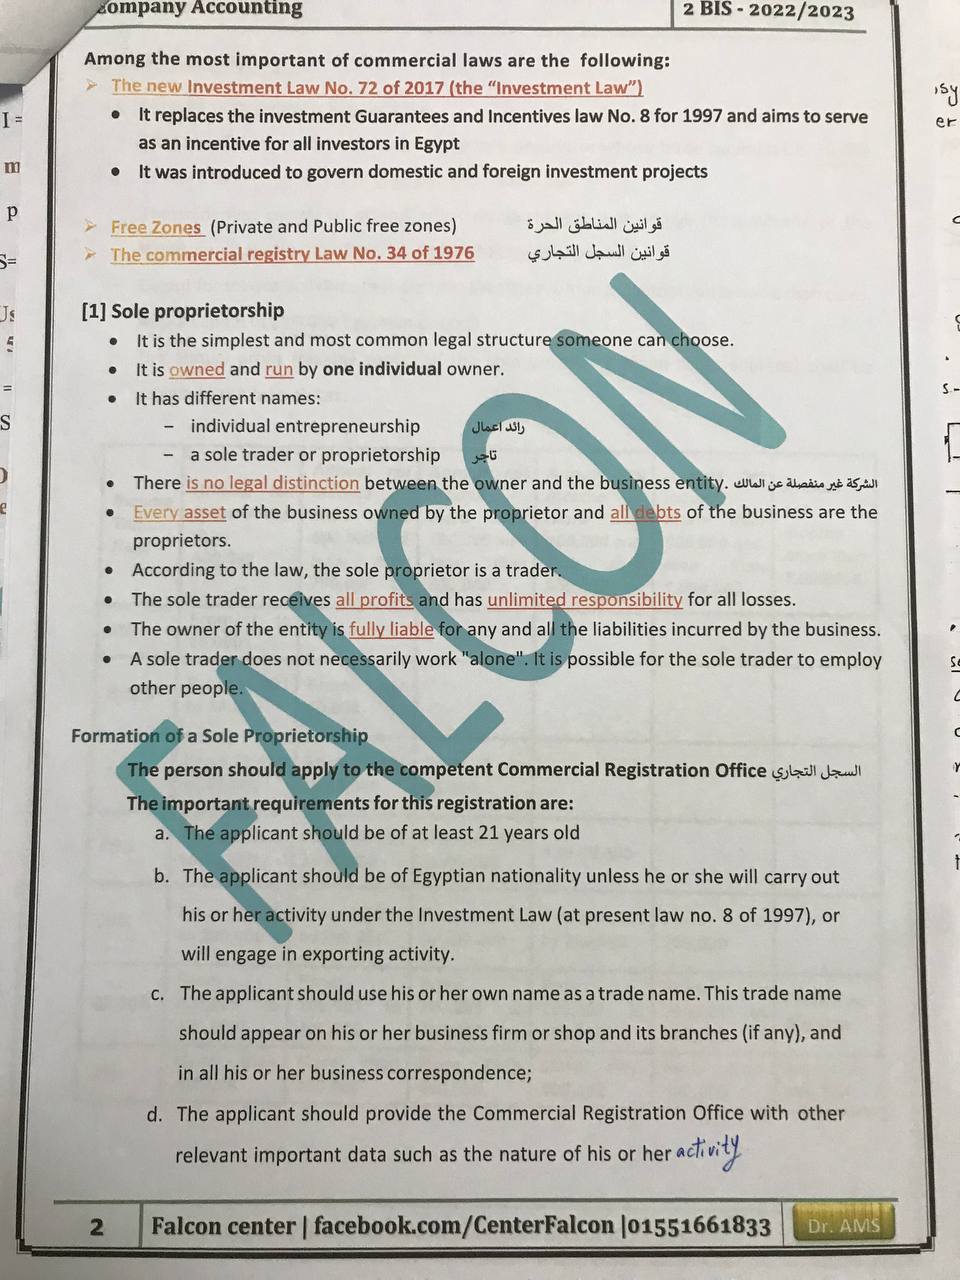 Company Accounting
2 BIS - 2022/2023
Among the most important of commercial laws are the following:
➢ The new Investment Law No. 72 of 2017 (the “Investment Law”)
• It replaces the investment Guarantees and Incentives law No. 8 for 1997 and aims to serve
as an incentive for all investors in Egypt
• It was introduced to govern domestic and foreign investment projects
➢ Free Zones (Private and Public free zones) قوانين المناطق الحرة
➢ The commercial registry Law No. 34 of 1976 قوانين السجل التجاري
[1] Sole proprietorship
• It is the simplest and most common legal structure someone can choose.
• It is owned and run by one individual owner.
• It has different names:
– individual entrepreneurship رائد اعمال
– a sole trader or proprietorship تاجر
• There is no legal distinction between the owner and the business entity. الشركة غير منفصلة عن المالك
• Every asset of the business owned by the proprietor and all debts of the business are the
proprietors.
• According to the law, the sole proprietor is a trader.
• The sole trader receives all profits and has unlimited responsibility for all losses.
• The owner of the entity is fully liable for any and all the liabilities incurred by the business.
• A sole trader does not necessarily work "alone". It is possible for the sole trader to employ
other people.
FALCON
Formation of a Sole Proprietorship
The person should apply to the competent Commercial Registration Office السجل التجاري
The important requirements for this registration are:
a. The applicant should be of at least 21 years old
b. The applicant should be of Egyptian nationality unless he or she will carry out
his or her activity under the Investment Law (at present law no. 8 of 1997), or
will engage in exporting activity.
c. The applicant should use his or her own name as a trade name. This trade name
should appear on his or her business firm or shop and its branches (if any), and
in all his or her business correspondence;
d. The applicant should provide the Commercial Registration Office with other
relevant important data such as the nature of his or her activity
2 Falcon center | facebook.com/CenterFalcon |01551661833 Dr. AMS